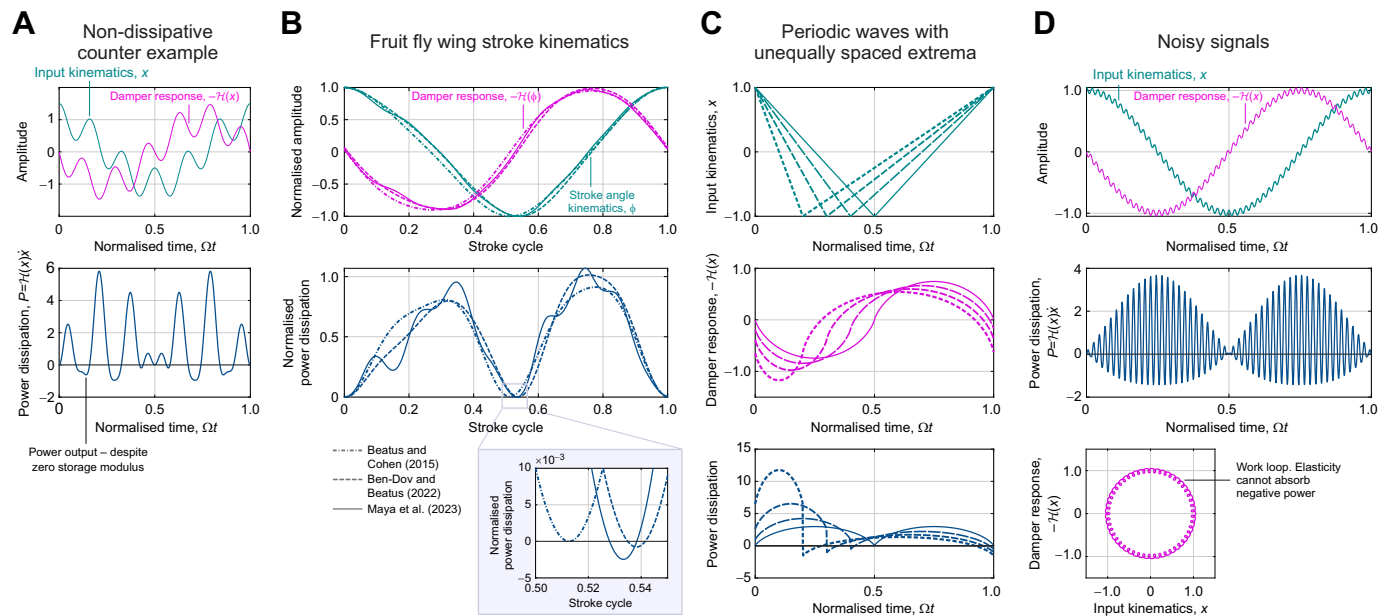 A
Non-dissipative
counter example
Input kinematics, x
Damper response, −ℋ(x)
Amplitude
1
0
−1
0
0.5
1.0
Normalised time, Ωt
Power dissipation, P=ℋ(x)ẋ
6
4
2
0
−2
0
0.5
1.0
Normalised time, Ωt
Power output – despite
zero storage modulus
B
Fruit fly wing stroke kinematics
Damper response, −ℋ(ϕ)
Stroke angle
kinematics, ϕ
Normalised amplitude
1.0
0.5
0
−0.5
−1.0
0
0.2
0.4
0.6
0.8
1.0
Stroke cycle
Normalised
power dissipation
1.0
0.5
0
0
0.2
0.4
0.6
0.8
1.0
Stroke cycle
Beatus and
Cohen (2015)
Ben-Dov and
Beatus (2022)
Maya et al. (2023)
×10−3
Normalised
power dissipation
10
5
0
−5
0.50
0.52
0.54
Stroke cycle
C
Periodic waves with
unequally spaced extrema
Input kinematics, x
1.0
0.5
0
−0.5
−1.0
0
0.5
1.0
Normalised time, Ωt
Damper response, −ℋ(x)
1.0
0
−1.0
0
0.5
1.0
Normalised time, Ωt
Power dissipation
15
10
5
0
−5
0
0.5
1.0
Normalised time, Ωt
D
Noisy signals
Input kinematics, x
Damper response, −ℋ(x)
Amplitude
1.0
0
−1.0
0
0.5
1.0
Normalised time, Ωt
Power dissipation,
P=ℋ(x)ẋ
4
2
0
−2
0
0.5
1.0
Normalised time, Ωt
Damper response,
−ℋ(x)
1.0
0
−1.0
−1.0
0
1.0
Input kinematics, x
Work loop. Elasticity
cannot absorb
negative power